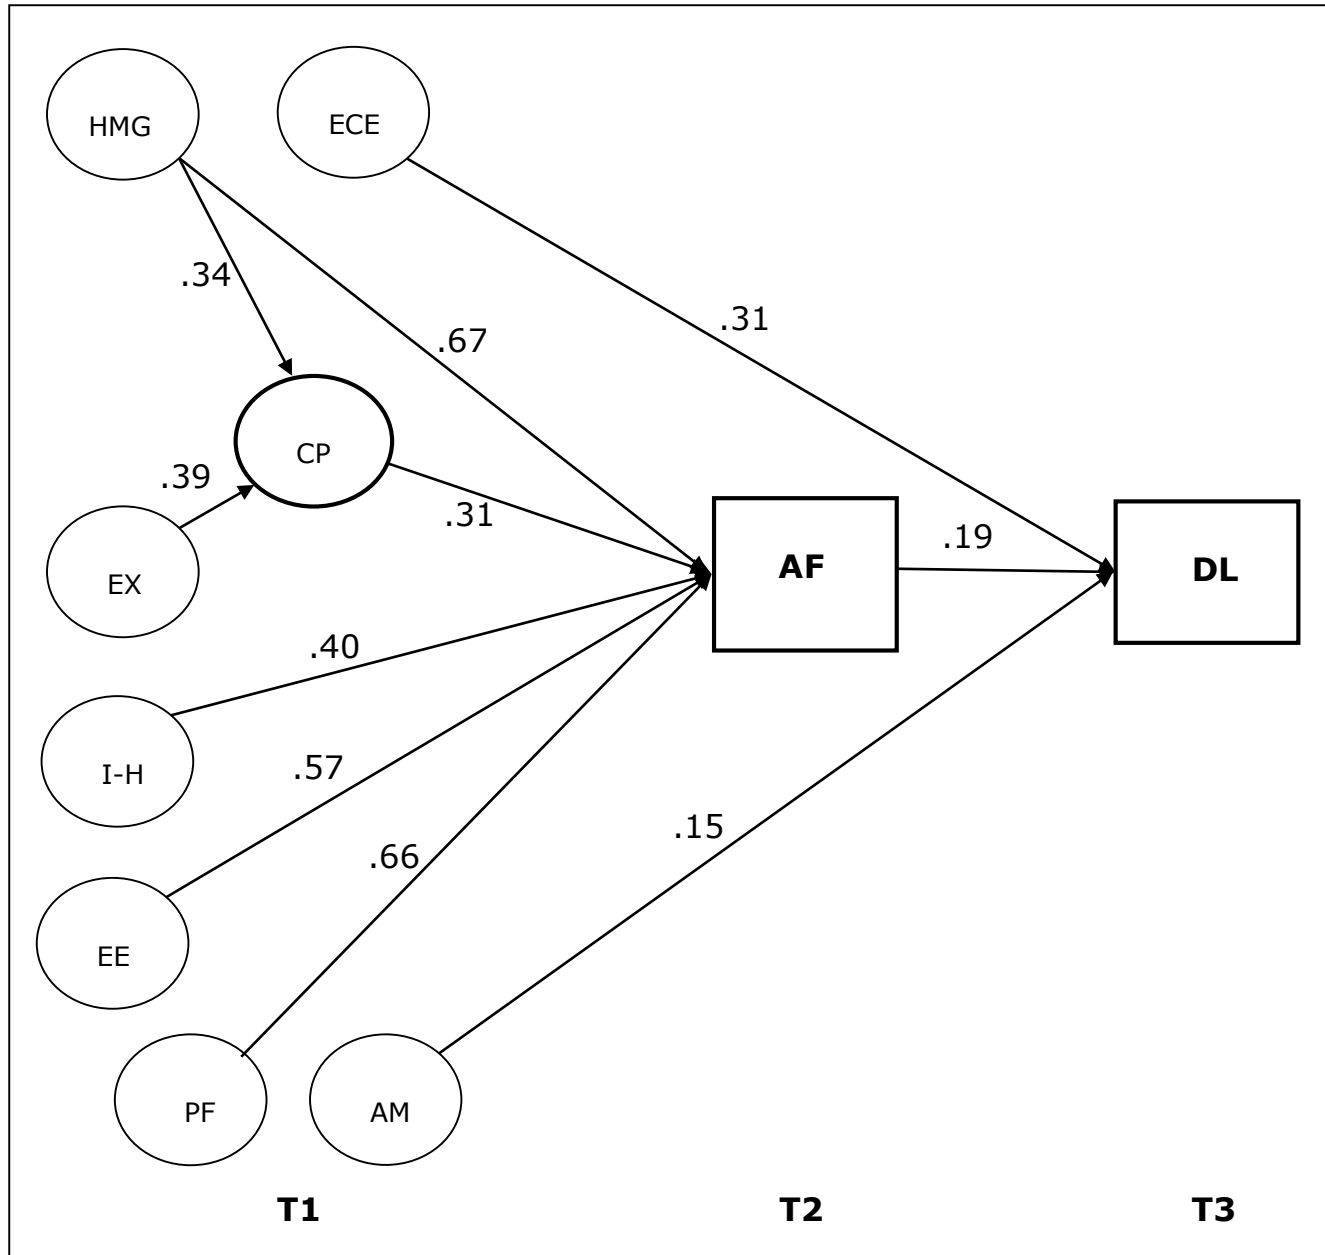 HMG
ECE
.34
.31
.67
CP
.39
.31
AF
.19
DL
EX
.40
I-H
.57
.15
.66
EE
PF
AM
T1
T2
T3